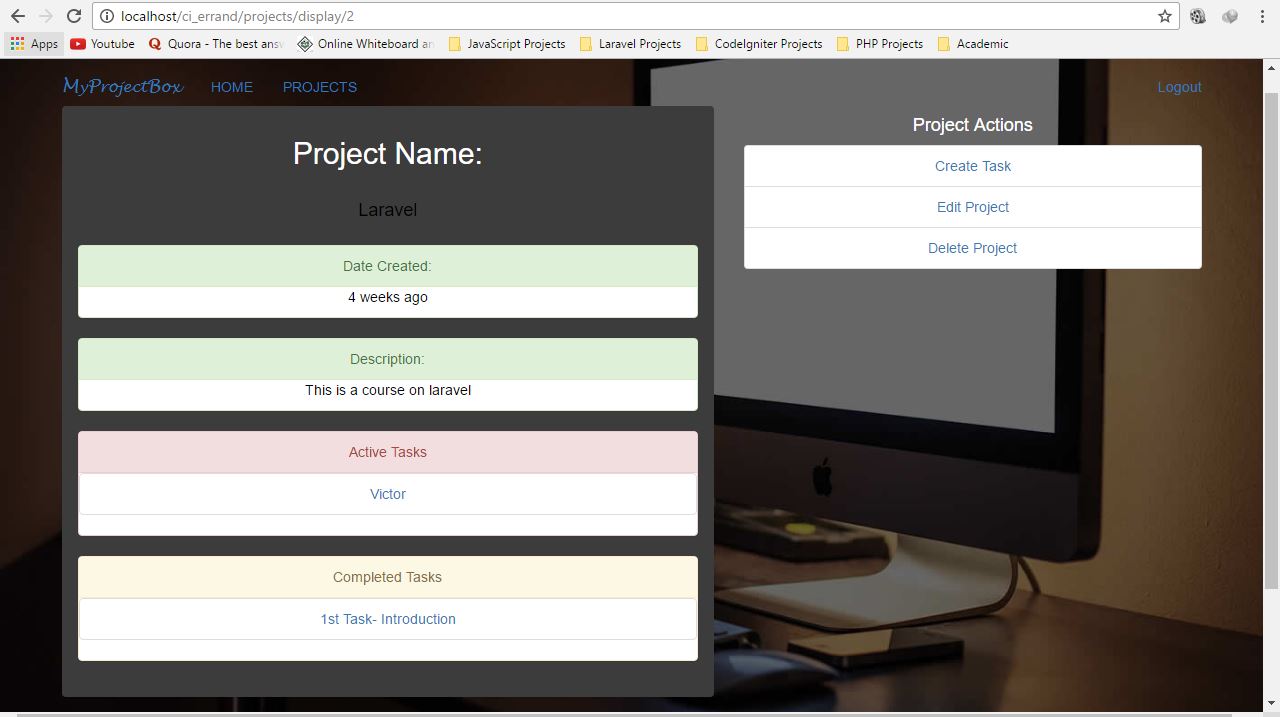 localhost/ci_errand/projects/display/2
Apps Youtube Quora - The best ans Online Whiteboard an JavaScript Projects Laravel Projects CodeIgniter Projects PHP Projects Academic
MyProjectBox HOME PROJECTS Logout
Project Name:
Laravel
Date Created:
4 weeks ago
Description:
This is a course on laravel
Active Tasks
Victor
Completed Tasks
1st Task- Introduction
Project Actions
Create Task
Edit Project
Delete Project